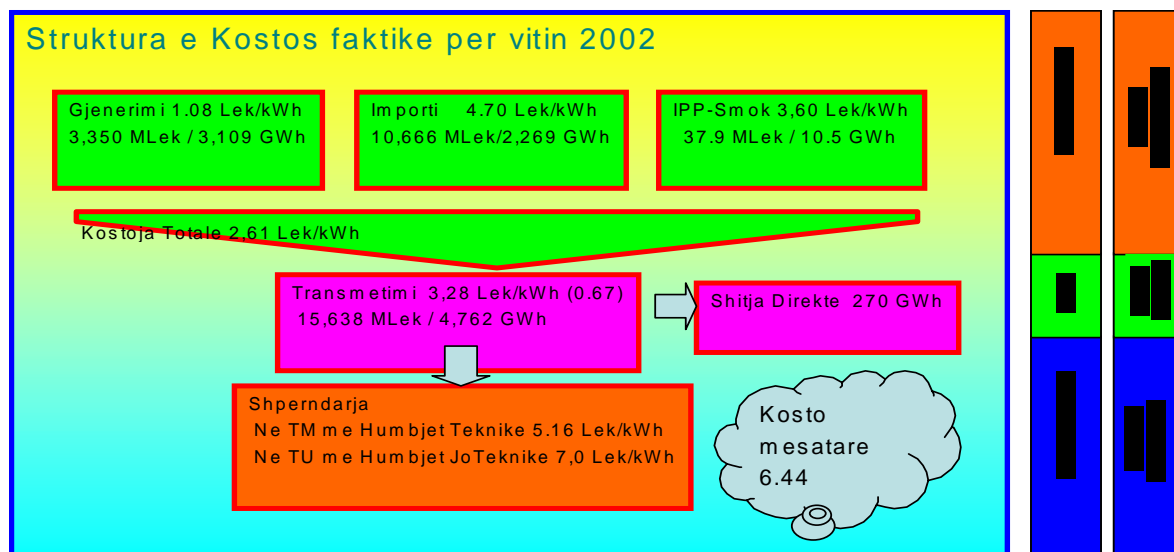 Struktura e Kostos faktike per vitin 2002
Gjenerimi 1.08 Lek/kWh
3,350 MLek / 3,109 GWh
Importi 4.70 Lek/kWh
10,666 MLek/2,269 GWh
IPP-Smok 3,60 Lek/kWh
37.9 MLek / 10.5 GWh
Kostoja Totale 2,61 Lek/kWh
Transmetimi 3,28 Lek/kWh (0.67)
15,638 MLek / 4,762 GWh
Shitja Direkte 270 GWh
Shperndarja
Ne TM me Humbjet Teknike 5.16 Lek/kWh
Ne TU me Humbjet JoTeknike 7,0 Lek/kWh
Kosto
mesatare
6.44